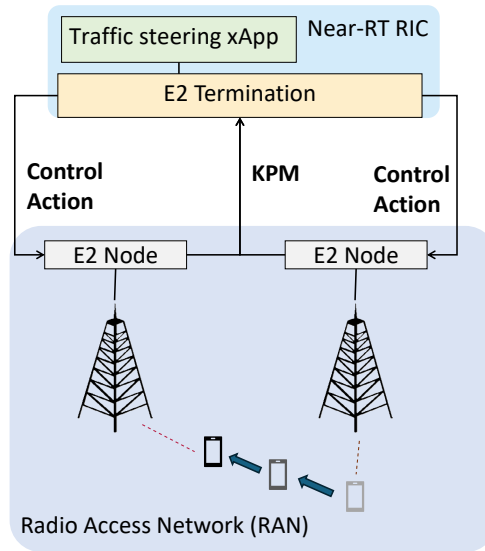 Near-RT RIC
Traffic steering xApp
E2 Termination
Control
Action
KPM
Control
Action
E2 Node
E2 Node
Radio Access Network (RAN)